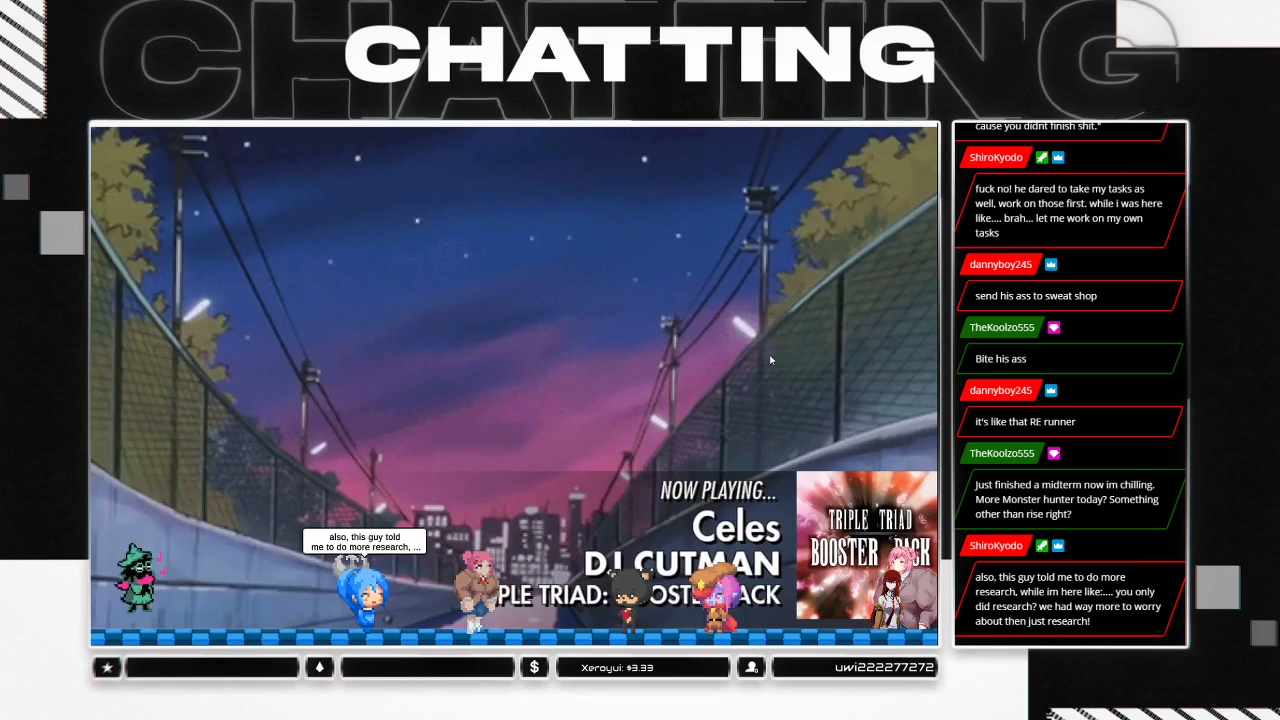 CHATTING
CHATTING
cause you didnt finish shit."
ShiroKyodo
fuck no! he dared to take my tasks as
well, work on those first. while i was here
like.... brah... let me work on my own
tasks
dannyboy245
send his ass to sweat shop
TheKoolzo555
Bite his ass
dannyboy245
it's like that RE runner
TheKoolzo555
Just finished a midterm now im chilling.
More Monster hunter today? Something
other than rise right?
ShiroKyodo
also, this guy told me to do more
research, while im here like:.... you only
did research? we had way more to worry
about then just research!
NOW PLAYING...
Celes
DJ CUTMAN
PLE TRIAD: BOOSTER PACK
TRIPLE TRIAD
BOOSTER PACK
also, this guy told
me to do more research, ...
$
Xeroyui: $3.33
uwi222277272